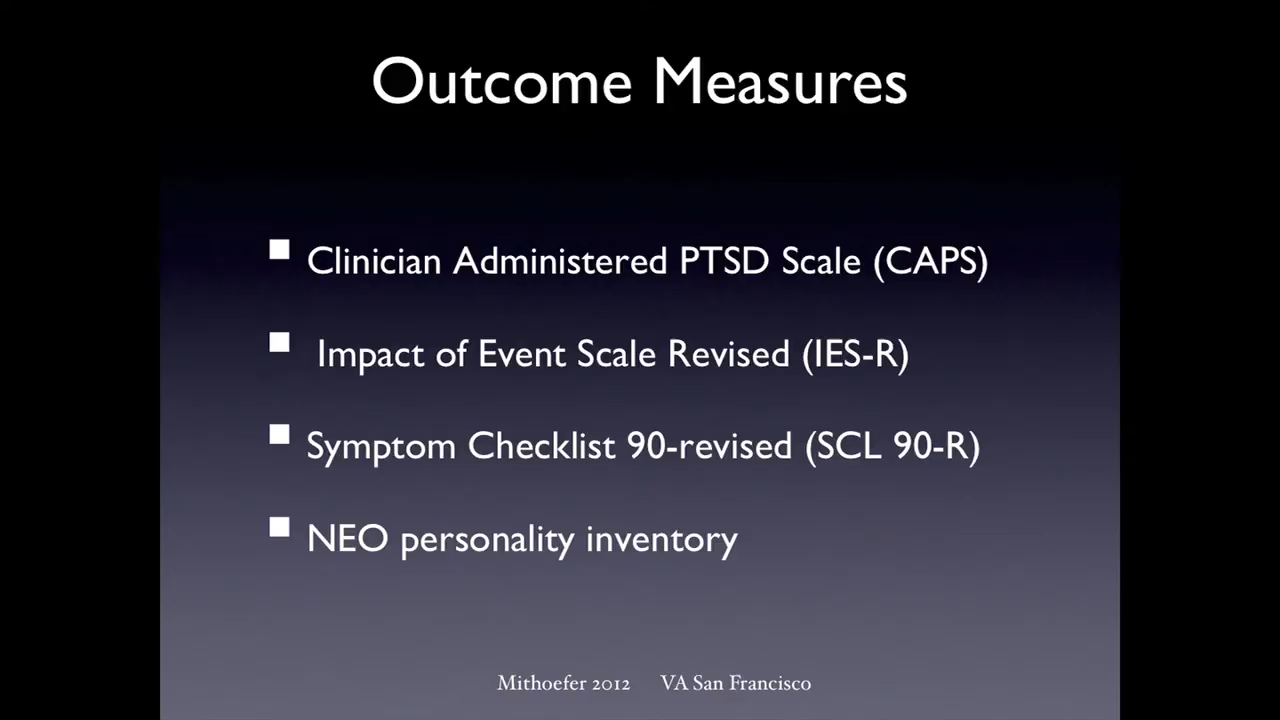 Outcome Measures
Clinician Administered PTSD Scale (CAPS)
Impact of Event Scale Revised (IES-R)
Symptom Checklist 90-revised (SCL 90-R)
NEO personality inventory
Mithoefer 2012 VA San Francisco